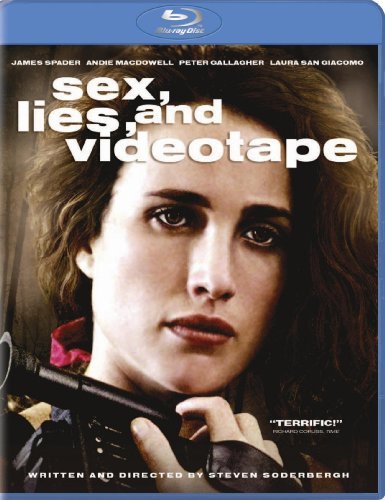 Blu-ray Disc
JAMES SPADER ANDIE MACDOWELL PETER GALLAGHER LAURA SAN GIACOMO
sex,
lies, and
videotape
"TERRIFIC!"
RICHARD CORLISS, TIME
WRITTEN AND DIRECTED BY STEVEN SODERBERGH